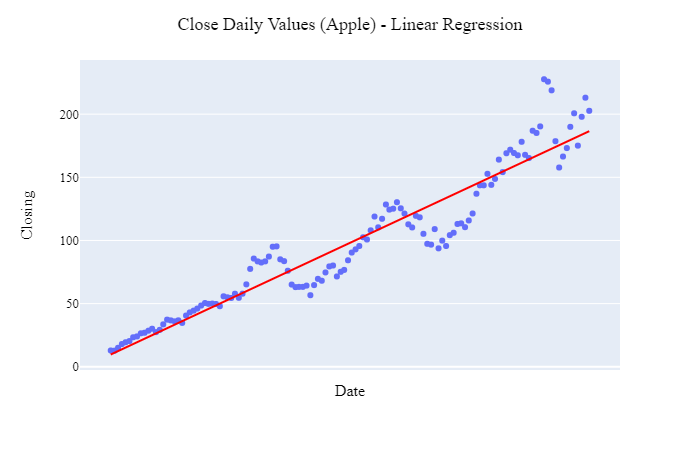 Close Daily Values (Apple) - Linear Regression
Closing
200
150
100
50
0
Date